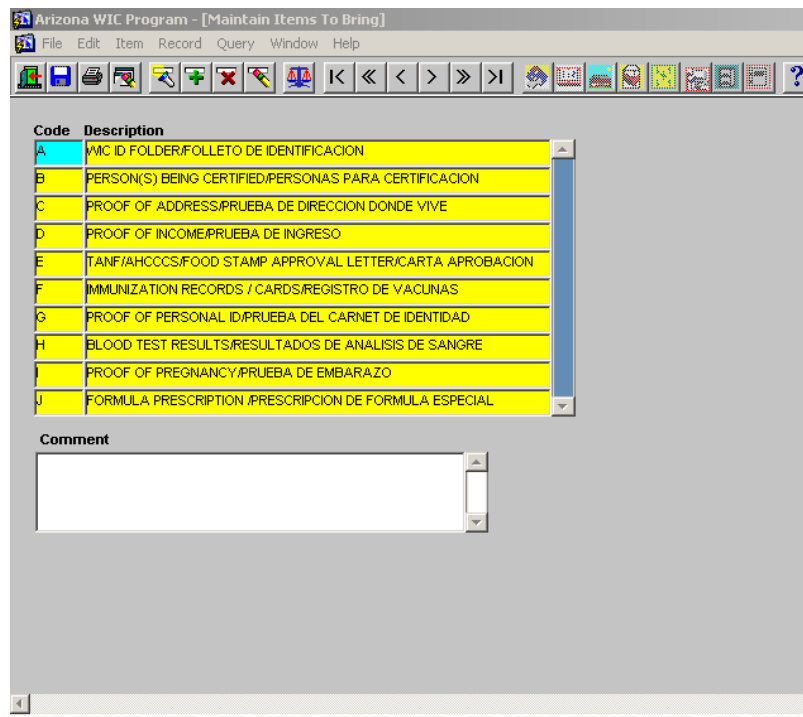 Arizona WIC Program - [Maintain Items To Bring]
File Edit Item Record Query Window Help
Code Description
A WIC ID FOLDER/FOLLETO DE IDENTIFICACION
B PERSON(S) BEING CERTIFIED/PERSONAS PARA CERTIFICACION
C PROOF OF ADDRESS/PRUEBA DE DIRECCION DONDE VIVE
D PROOF OF INCOME/PRUEBA DE INGRESO
E TANF/AHCCCS/FOOD STAMP APPROVAL LETTER/CARTA APROBACION
F IMMUNIZATION RECORDS / CARDS/REGISTRO DE VACUNAS
G PROOF OF PERSONAL ID/PRUEBA DEL CARNET DE IDENTIDAD
H BLOOD TEST RESULTS/RESULTADOS DE ANALISIS DE SANGRE
I PROOF OF PREGNANCY/PRUEBA DE EMBARAZO
J FORMULA PRESCRIPTION /PRESCRIPCION DE FORMULA ESPECIAL
Comment